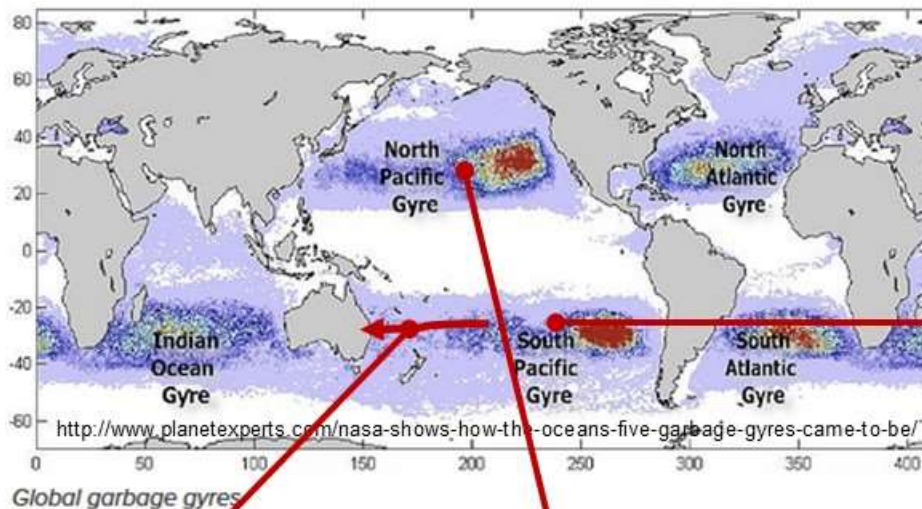 85
60
40
20
0
-20
-40
-60
North
Pacific
Gyre
North
Atlantic
Gyre
Indian
Ocean
Gyre
South
Pacific
Gyre
South
Atlantic
Gyre
http://www.planetexperts.com/nasa-shows-how-the-oceans-five-garbage-gyres-came-to-be/
0 50 100 150 200 250 300 350 400
Global garbage gyres